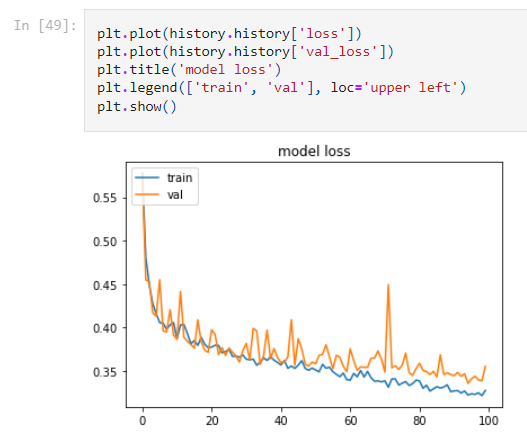 In [49]:
plt.plot(history.history['loss'])
plt.plot(history.history['val_loss'])
plt.title('model loss')
plt.legend(['train', 'val'], loc='upper left')
plt.show()
model loss
train
val
0.55
0.50
0.45
0.40
0.35
0 20 40 60 80 100